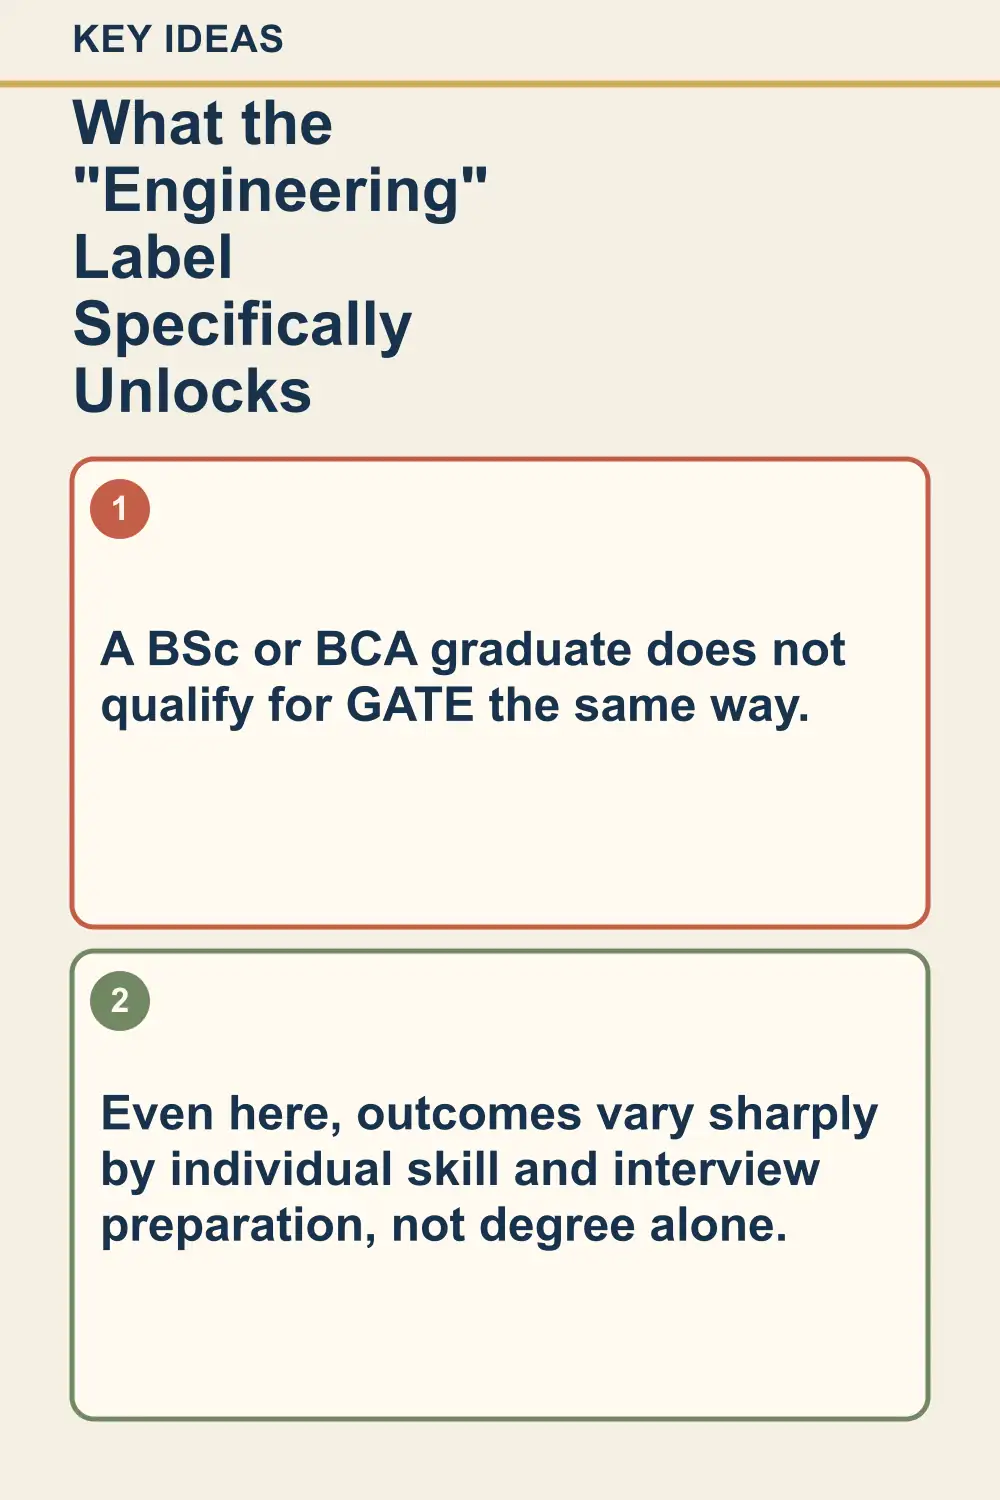 KEY IDEAS
What the
"Engineering"
Label
Specifically
Unlocks
1
A BSc or BCA graduate does not
qualify for GATE the same way.
2
Even here, outcomes vary sharply
by individual skill and interview
preparation, not degree alone.